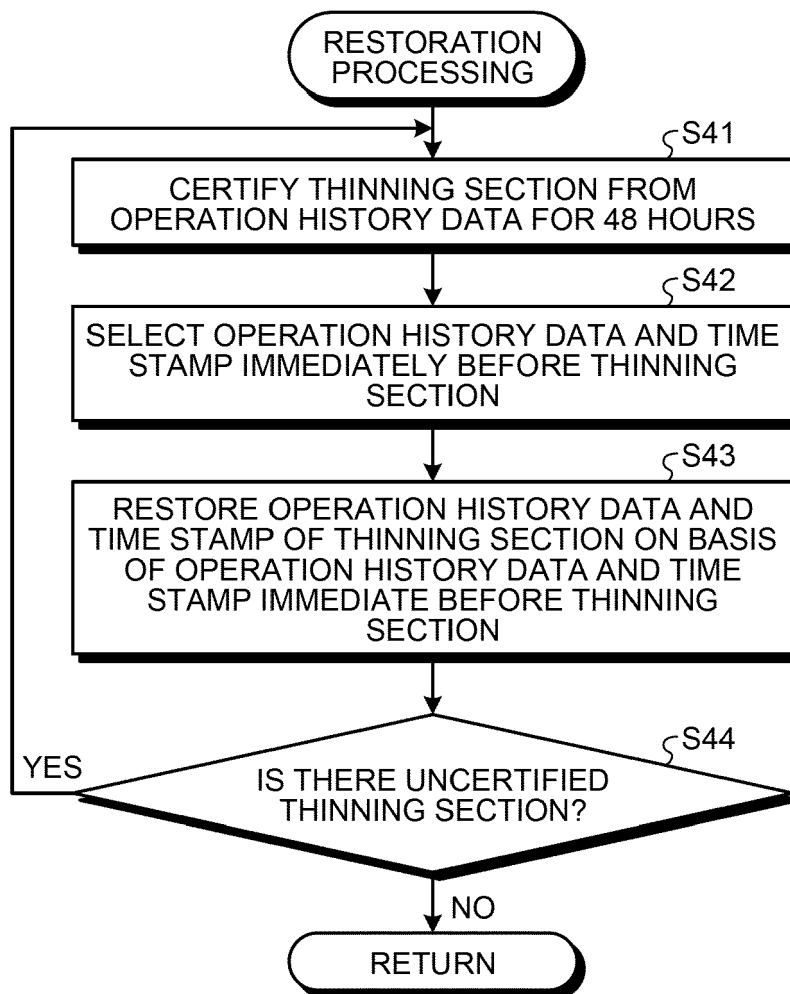 RESTORATION
PROCESSING
S41
CERTIFY THINNING SECTION FROM
OPERATION HISTORY DATA FOR 48 HOURS
S42
SELECT OPERATION HISTORY DATA AND TIME
STAMP IMMEDIATELY BEFORE THINNING
SECTION
S43
RESTORE OPERATION HISTORY DATA AND
TIME STAMP OF THINNING SECTION ON BASIS
OF OPERATION HISTORY DATA AND TIME
STAMP IMMEDIATE BEFORE THINNING
SECTION
S44
YES
IS THERE UNCERTIFIED
THINNING SECTION?
NO
RETURN